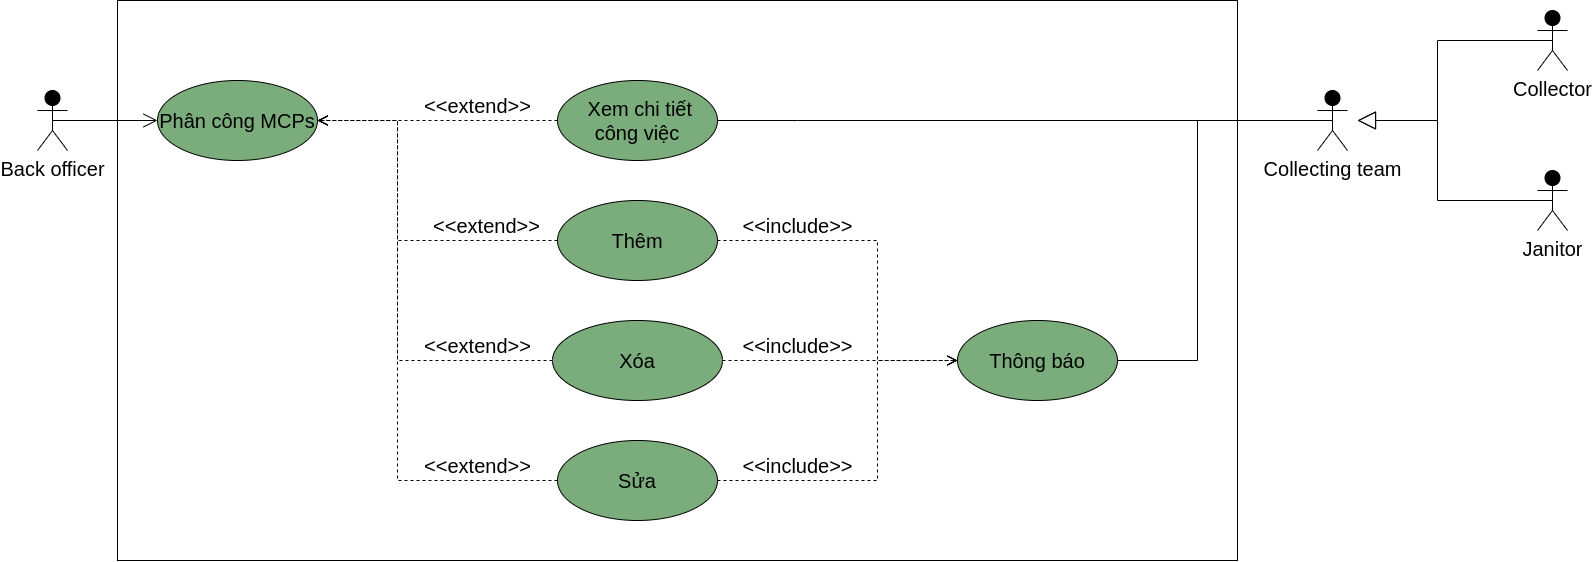 Collector
<<extend>>
Xem chi tiết
công việc
Phân công MCPs
Back officer
Collecting team
<<extend>>
Thêm
<<include>>
Janitor
<<extend>>
Xóa
<<include>>
Thông báo
<<extend>>
Sửa
<<include>>